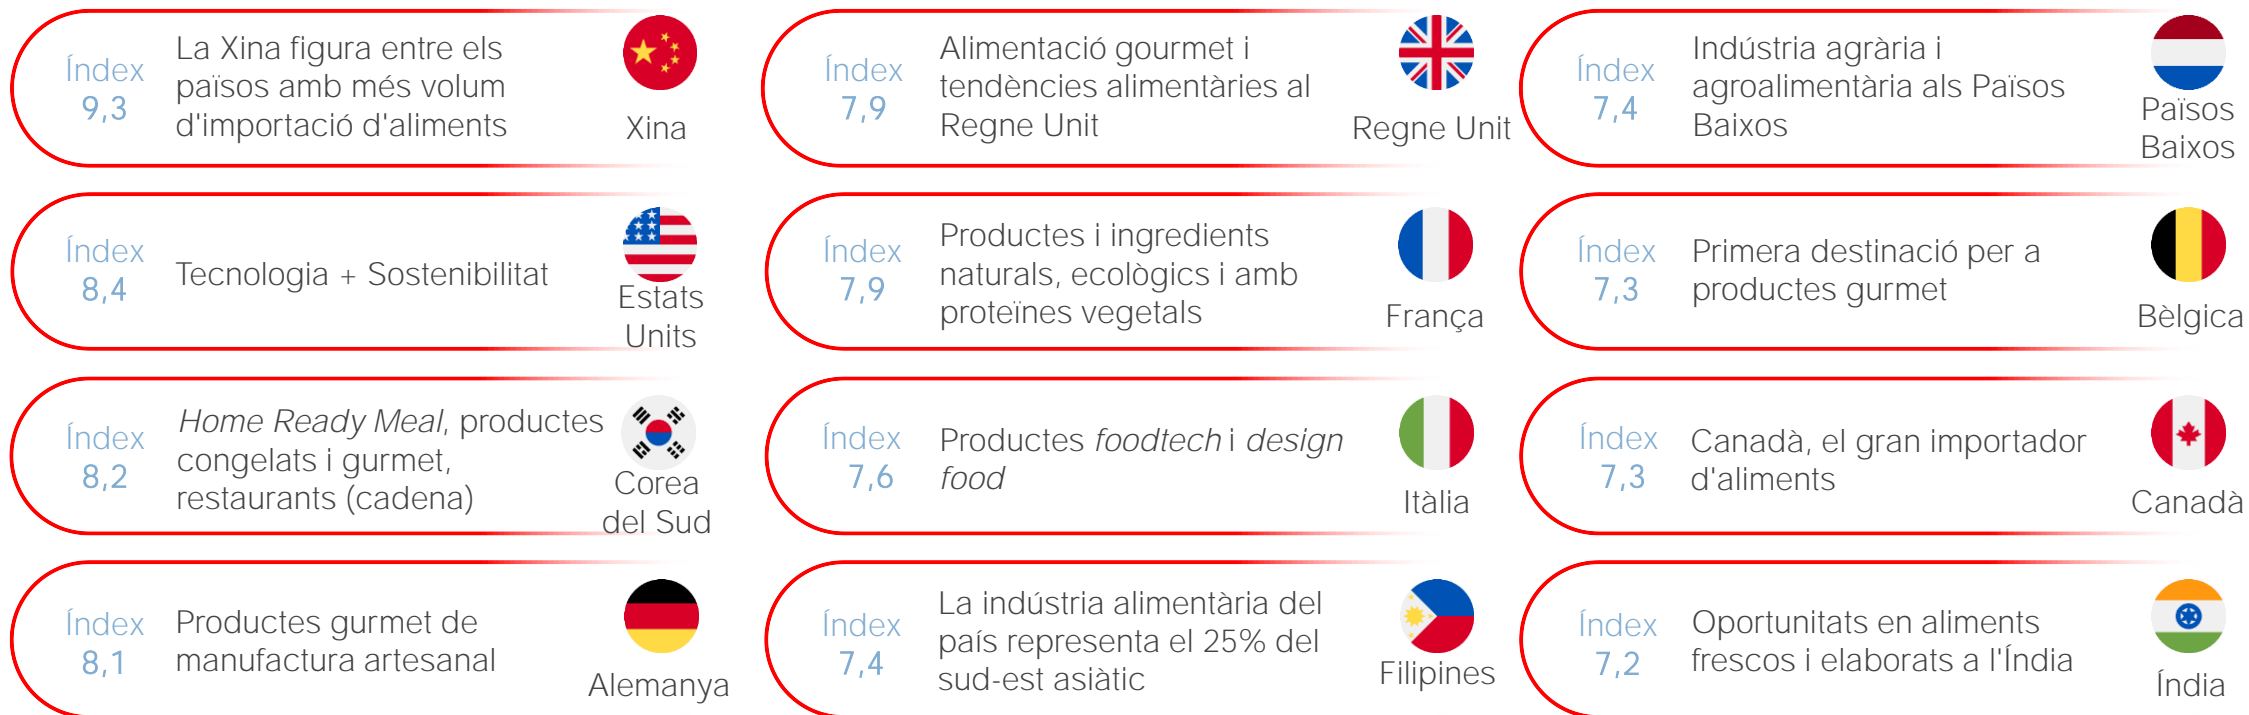 Índex
9,3
La Xina figura entre els
països amb més volum
d'importació d'aliments
Xina
Índex
8,4
Tecnologia + Sostenibilitat
Estats
Units
Índex
8,2
Home Ready Meal, productes
congelats i gurmet,
restaurants (cadena)
Corea
del Sud
Índex
8,1
Productes gurmet de
manufactura artesanal
Alemanya
Índex
7,9
Alimentació gourmet i
tendències alimentàries al
Regne Unit
Regne Unit
Índex
7,9
Productes i ingredients
naturals, ecològics i amb
proteïnes vegetals
França
Índex
7,6
Productes foodtech i design
food
Itàlia
Índex
7,4
La indústria alimentària del
país representa el 25% del
sud-est asiàtic
Filipines
Índex
7,4
Indústria agrària i
agroalimentària als Països
Baixos
Països
Baixos
Índex
7,3
Primera destinació per a
productes gurmet
Bèlgica
Índex
7,3
Canadà, el gran importador
d'aliments
Canadà
Índex
7,2
Oportunitats en aliments
frescos i elaborats a l'Índia
Índia